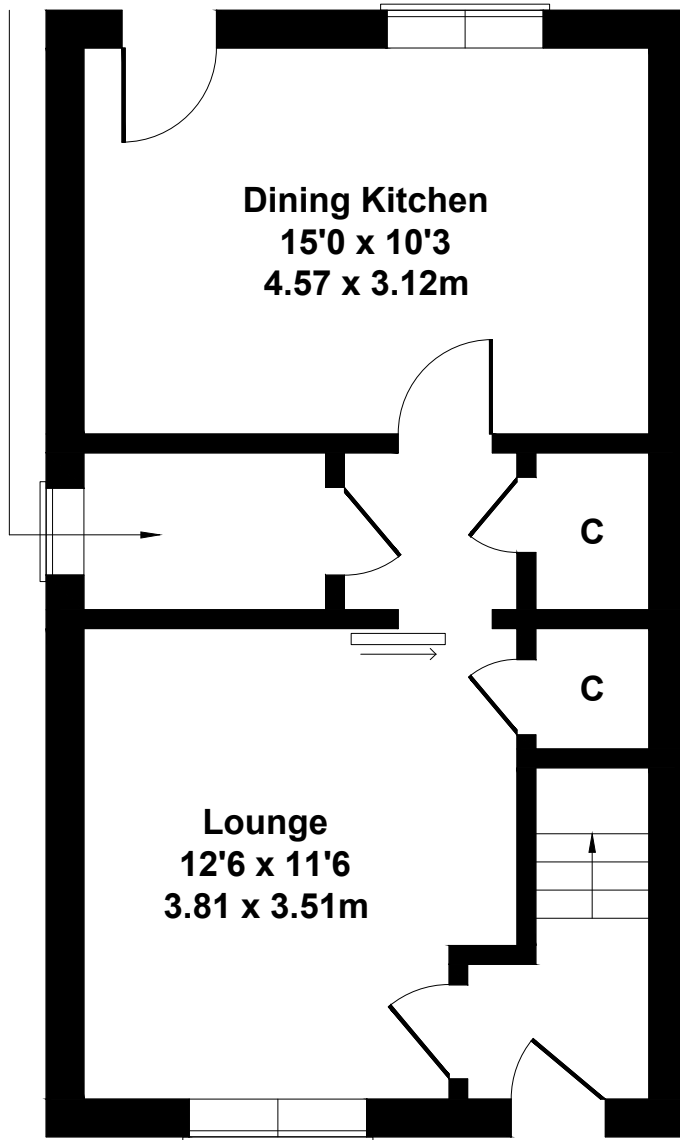 Dining Kitchen
15'0 x 10'3
4.57 x 3.12m
C
C
Lounge
12'6 x 11'6
3.81 x 3.51m